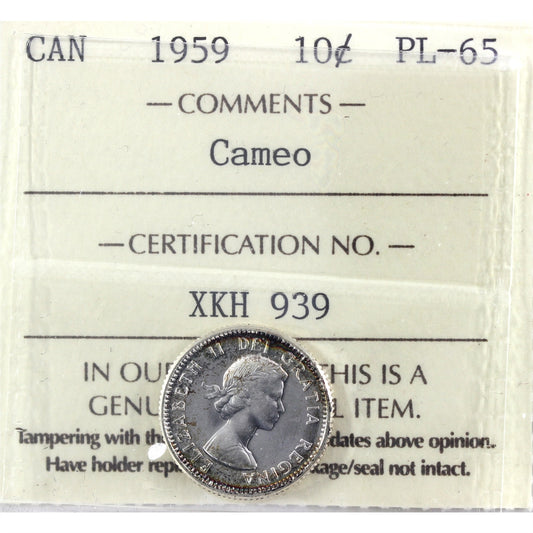 CAN 1959 10¢ PL-65
— COMMENTS —
Cameo
— CERTIFICATION NO. —
XKH 939
IN OU THIS IS A
GENU L ITEM.
Tampering with th dates above opinion.
Have holder rep kage/seal not intact.
ELIZABETH II DEI GRATIA REGINA